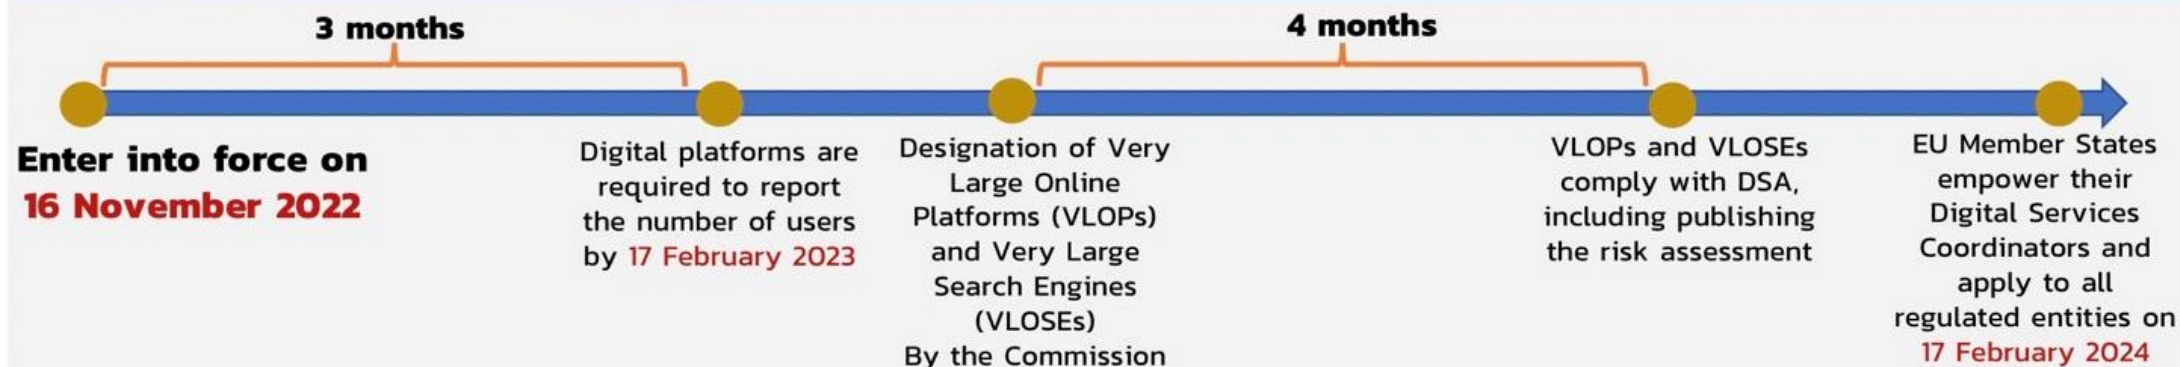 3 months
4 months
Enter into force on
16 November 2022
Digital platforms are
required to report
the number of users
by 17 February 2023
Designation of Very
Large Online
Platforms (VLOPs)
and Very Large
Search Engines
(VLOSEs)
By the Commission
VLOPs and VLOSEs
comply with DSA,
including publishing
the risk assessment
EU Member States
empower their
Digital Services
Coordinators and
apply to all
regulated entities on
17 February 2024